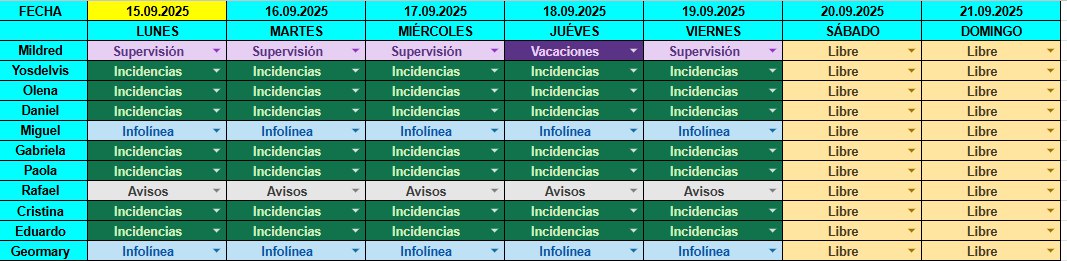 FECHA 15.09.2025 16.09.2025 17.09.2025 18.09.2025 19.09.2025 20.09.2025 21.09.2025
LUNES MARTES MIÉRCOLES JUÉVES VIERNES SÁBADO DOMINGO
Mildred Supervisión Supervisión Supervisión Vacaciones Supervisión Libre Libre
Yosdelvis Incidencias Incidencias Incidencias Incidencias Incidencias Libre Libre
Olena Incidencias Incidencias Incidencias Incidencias Incidencias Libre Libre
Daniel Incidencias Incidencias Incidencias Incidencias Incidencias Libre Libre
Miguel Infolínea Infolínea Infolínea Infolínea Infolínea Libre Libre
Gabriela Incidencias Incidencias Incidencias Incidencias Incidencias Libre Libre
Paola Incidencias Incidencias Incidencias Incidencias Incidencias Libre Libre
Rafael Avisos Avisos Avisos Avisos Avisos Libre Libre
Cristina Incidencias Incidencias Incidencias Incidencias Incidencias Libre Libre
Eduardo Incidencias Incidencias Incidencias Incidencias Incidencias Libre Libre
Geormary Infolínea Infolínea Infolínea Infolínea Infolínea Libre Libre